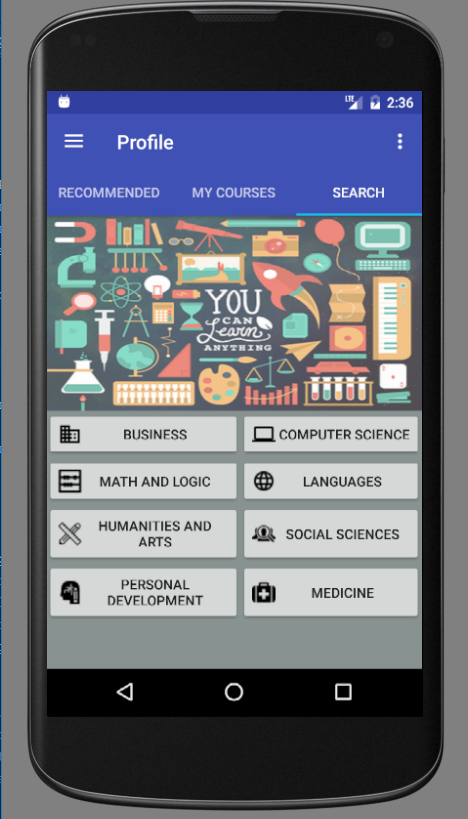 LTE 2:36
Profile
RECOMMENDED MY COURSES SEARCH
YOU
CAN
Learn
ANYTHING
BUSINESS COMPUTER SCIENCE
MATH AND LOGIC LANGUAGES
HUMANITIES AND
ARTS
SOCIAL SCIENCES
PERSONAL
DEVELOPMENT
MEDICINE